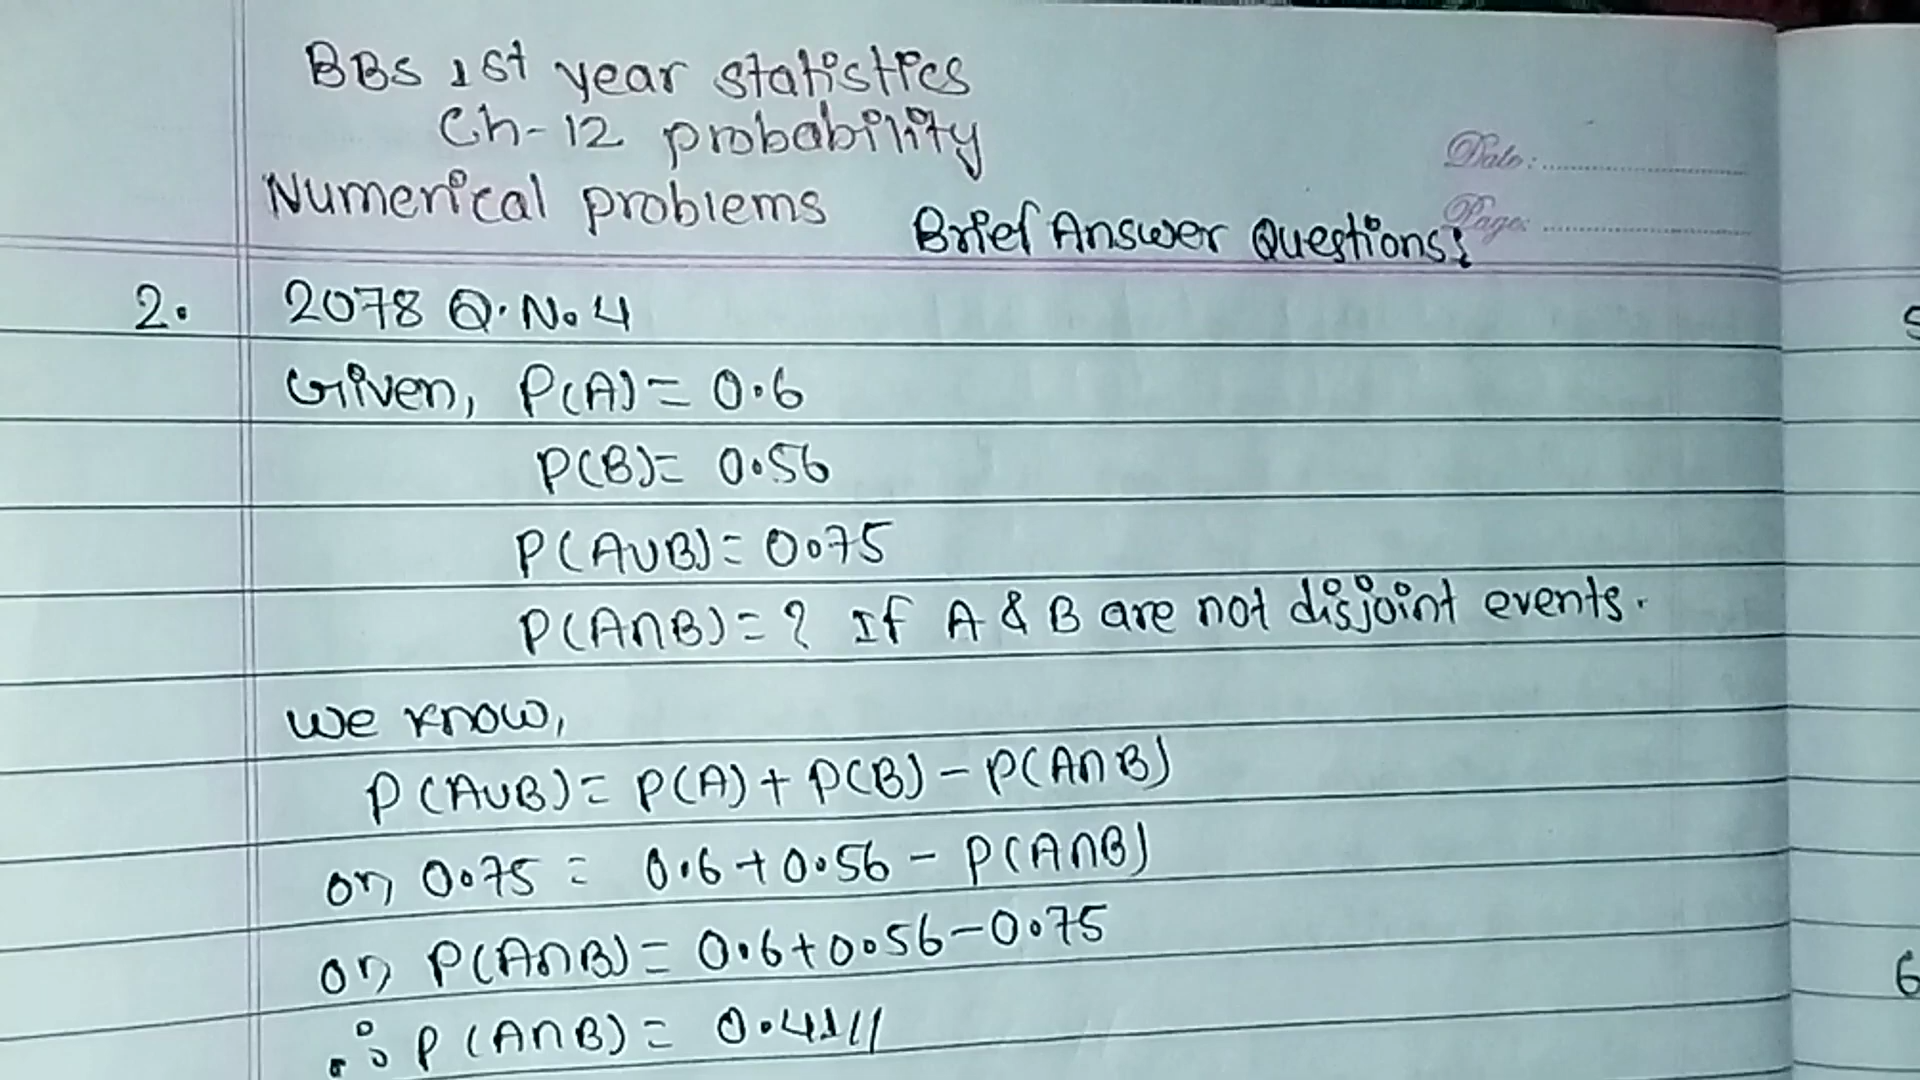 BBS 1st year statistics
Ch-12 probability
Numerical problems
Brief Answer Questions:
Date:
Page:
2. 2078 Q.No 4
Given, P(A) = 0.6
P(B) = 0.56
P(A∪B) = 0.75
P(A∩B) = ? If A & B are not disjoint events.
we know,
P(A∪B) = P(A) + P(B) - P(A∩B)
or, 0.75 = 0.6 + 0.56 - P(A∩B)
or, P(A∩B) = 0.6 + 0.56 - 0.75
∴ P(A∩B) = 0.41//
6